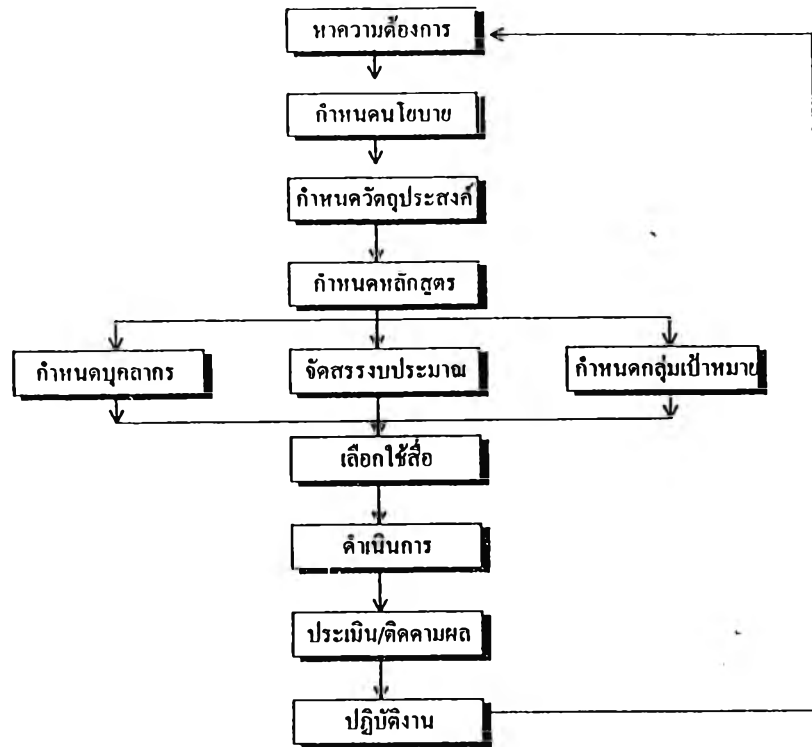 หาความต้องการ
กำหนดนโยบาย
กำหนดวัตถุประสงค์
กำหนดหลักสูตร
กำหนดบุคลากร
จัดสรรงบประมาณ
กำหนดกลุ่มเป้าหมาย
เลือกใช้สื่อ
ดำเนินการ
ประเมิน/ติดตามผล
ปฏิบัติงาน